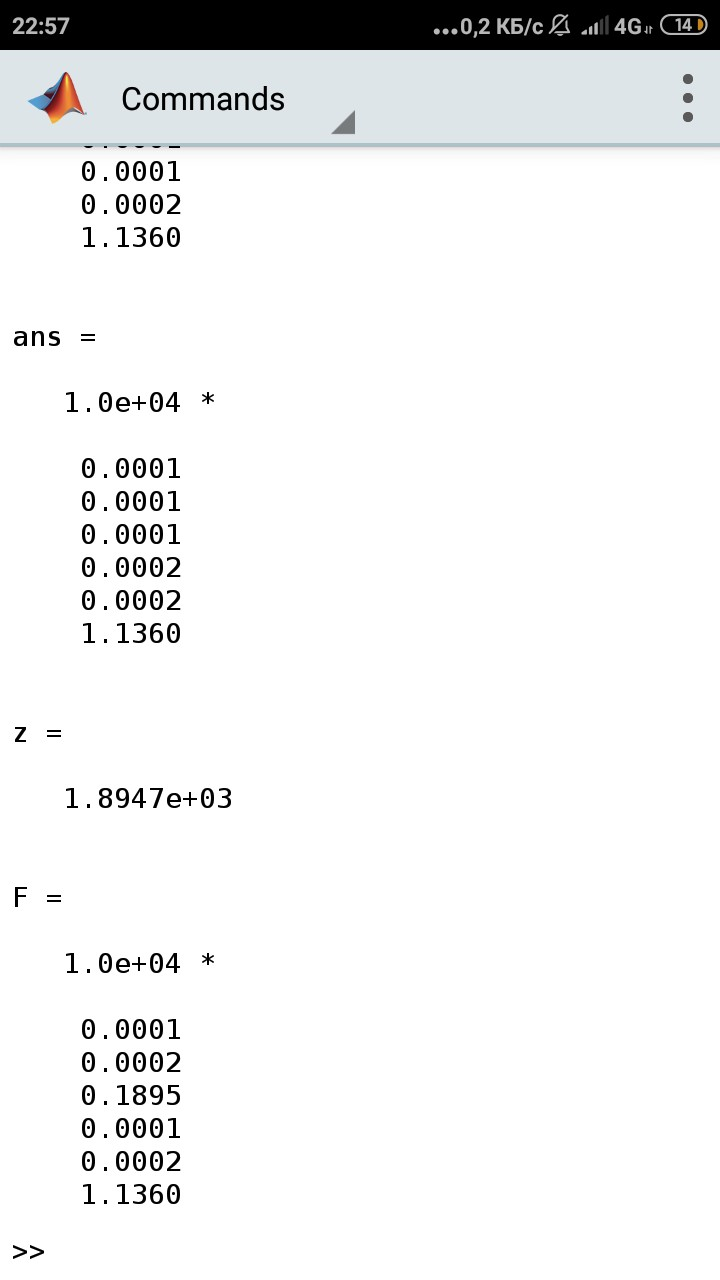 22:57
...0,2 КБ/с 4G 14
Commands
0.0001
0.0002
1.1360
ans =
1.0e+04 *
0.0001
0.0001
0.0001
0.0002
0.0002
1.1360
z =
1.8947e+03
F =
1.0e+04 *
0.0001
0.0002
0.1895
0.0001
0.0002
1.1360
>>